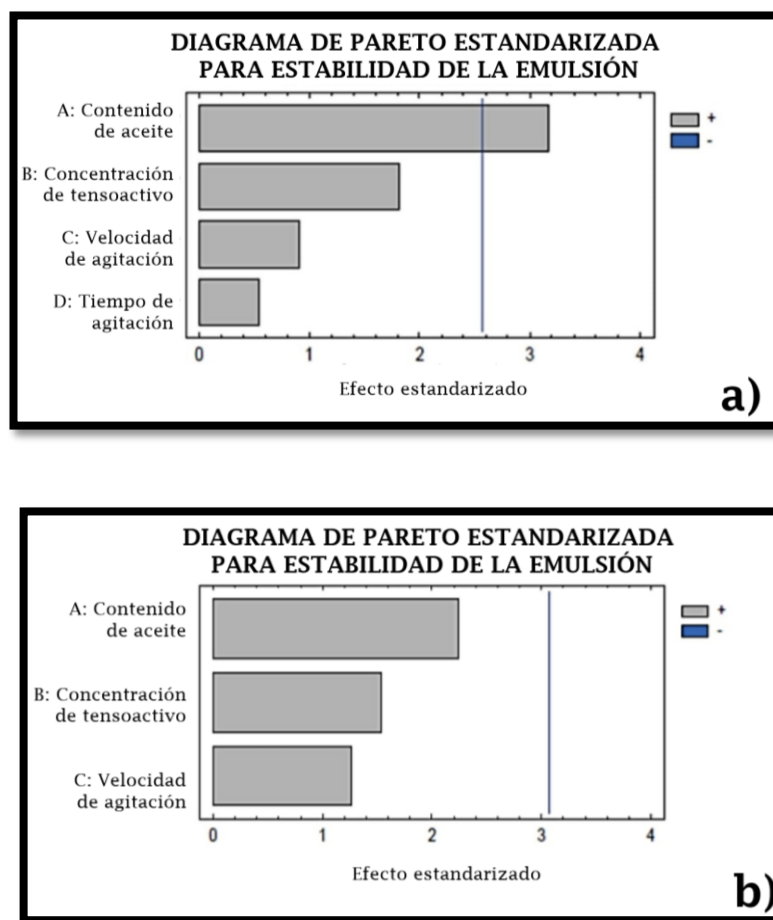 DIAGRAMA DE PARETO ESTANDARIZADA
PARA ESTABILIDAD DE LA EMULSIÓN
A: Contenido
de aceite
B: Concentración
de tensoactivo
C: Velocidad
de agitación
D: Tiempo de
agitación
+
-
0 1 2 3 4
Efecto estandarizado
a)
DIAGRAMA DE PARETO ESTANDARIZADA
PARA ESTABILIDAD DE LA EMULSIÓN
A: Contenido
de aceite
B: Concentración
de tensoactivo
C: Velocidad
de agitación
+
-
0 1 2 3 4
Efecto estandarizado
b)